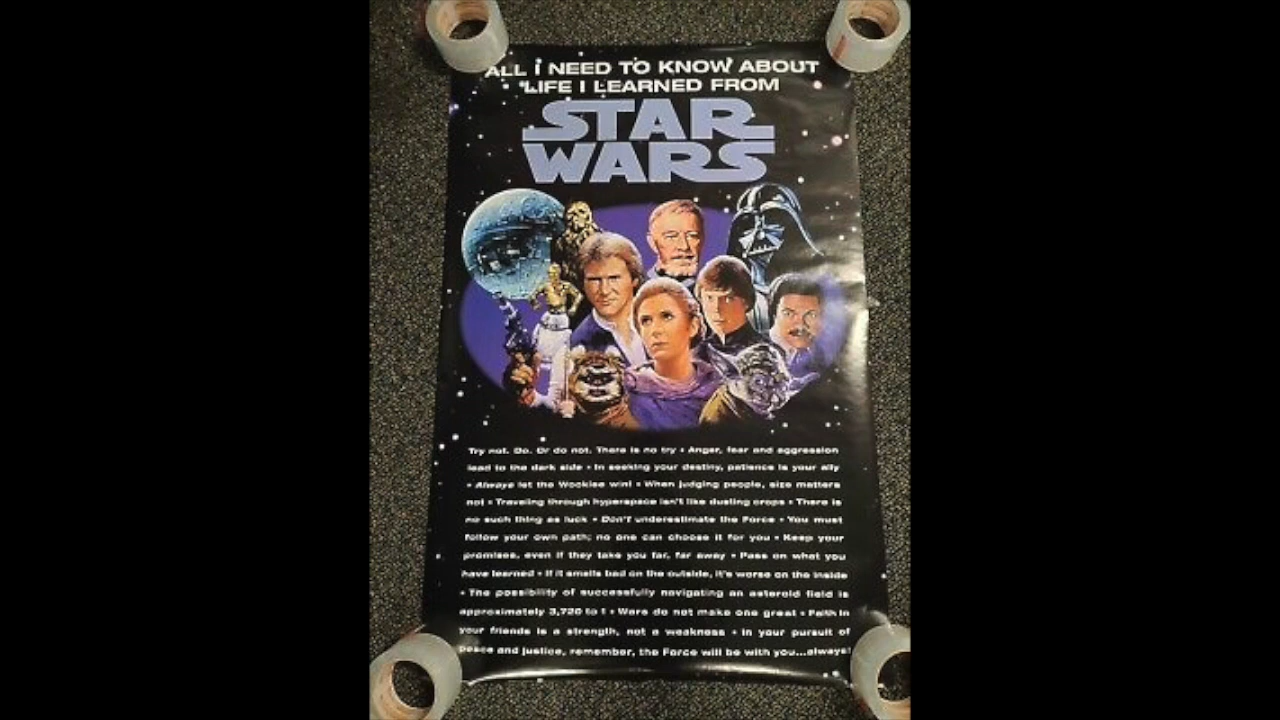 ALL I NEED TO KNOW ABOUT
LIFE I LEARNED FROM
STAR
WARS
Try not. Do. Or do not. There is no try • Anger, fear and aggression
lead to the dark side • In seeking your destiny, patience is your ally
• Always let the Wookiee win! • When judging people, size matters
not • Traveling through hyperspace isn't like dusting crops • There is
no such thing as luck • Don't underestimate the Force • You must
follow your own path; no one can choose it for you • Keep your
promises, even if they take you far, far away • Pass on what you
have learned • If it smells bad on the outside, it's worse on the inside
• The possibility of successfully navigating an asteroid field is
approximately 3,720 to 1 • Wars do not make one great • Faith in
your friends is a strength, not a weakness • In your pursuit of
peace and justice, remember, the Force will be with you...always!